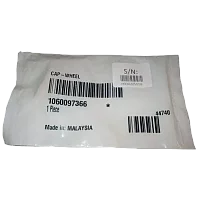 CAP-WHEEL
S/N:
1060097366
1 Piece
44740
Made in: MALAYSIA